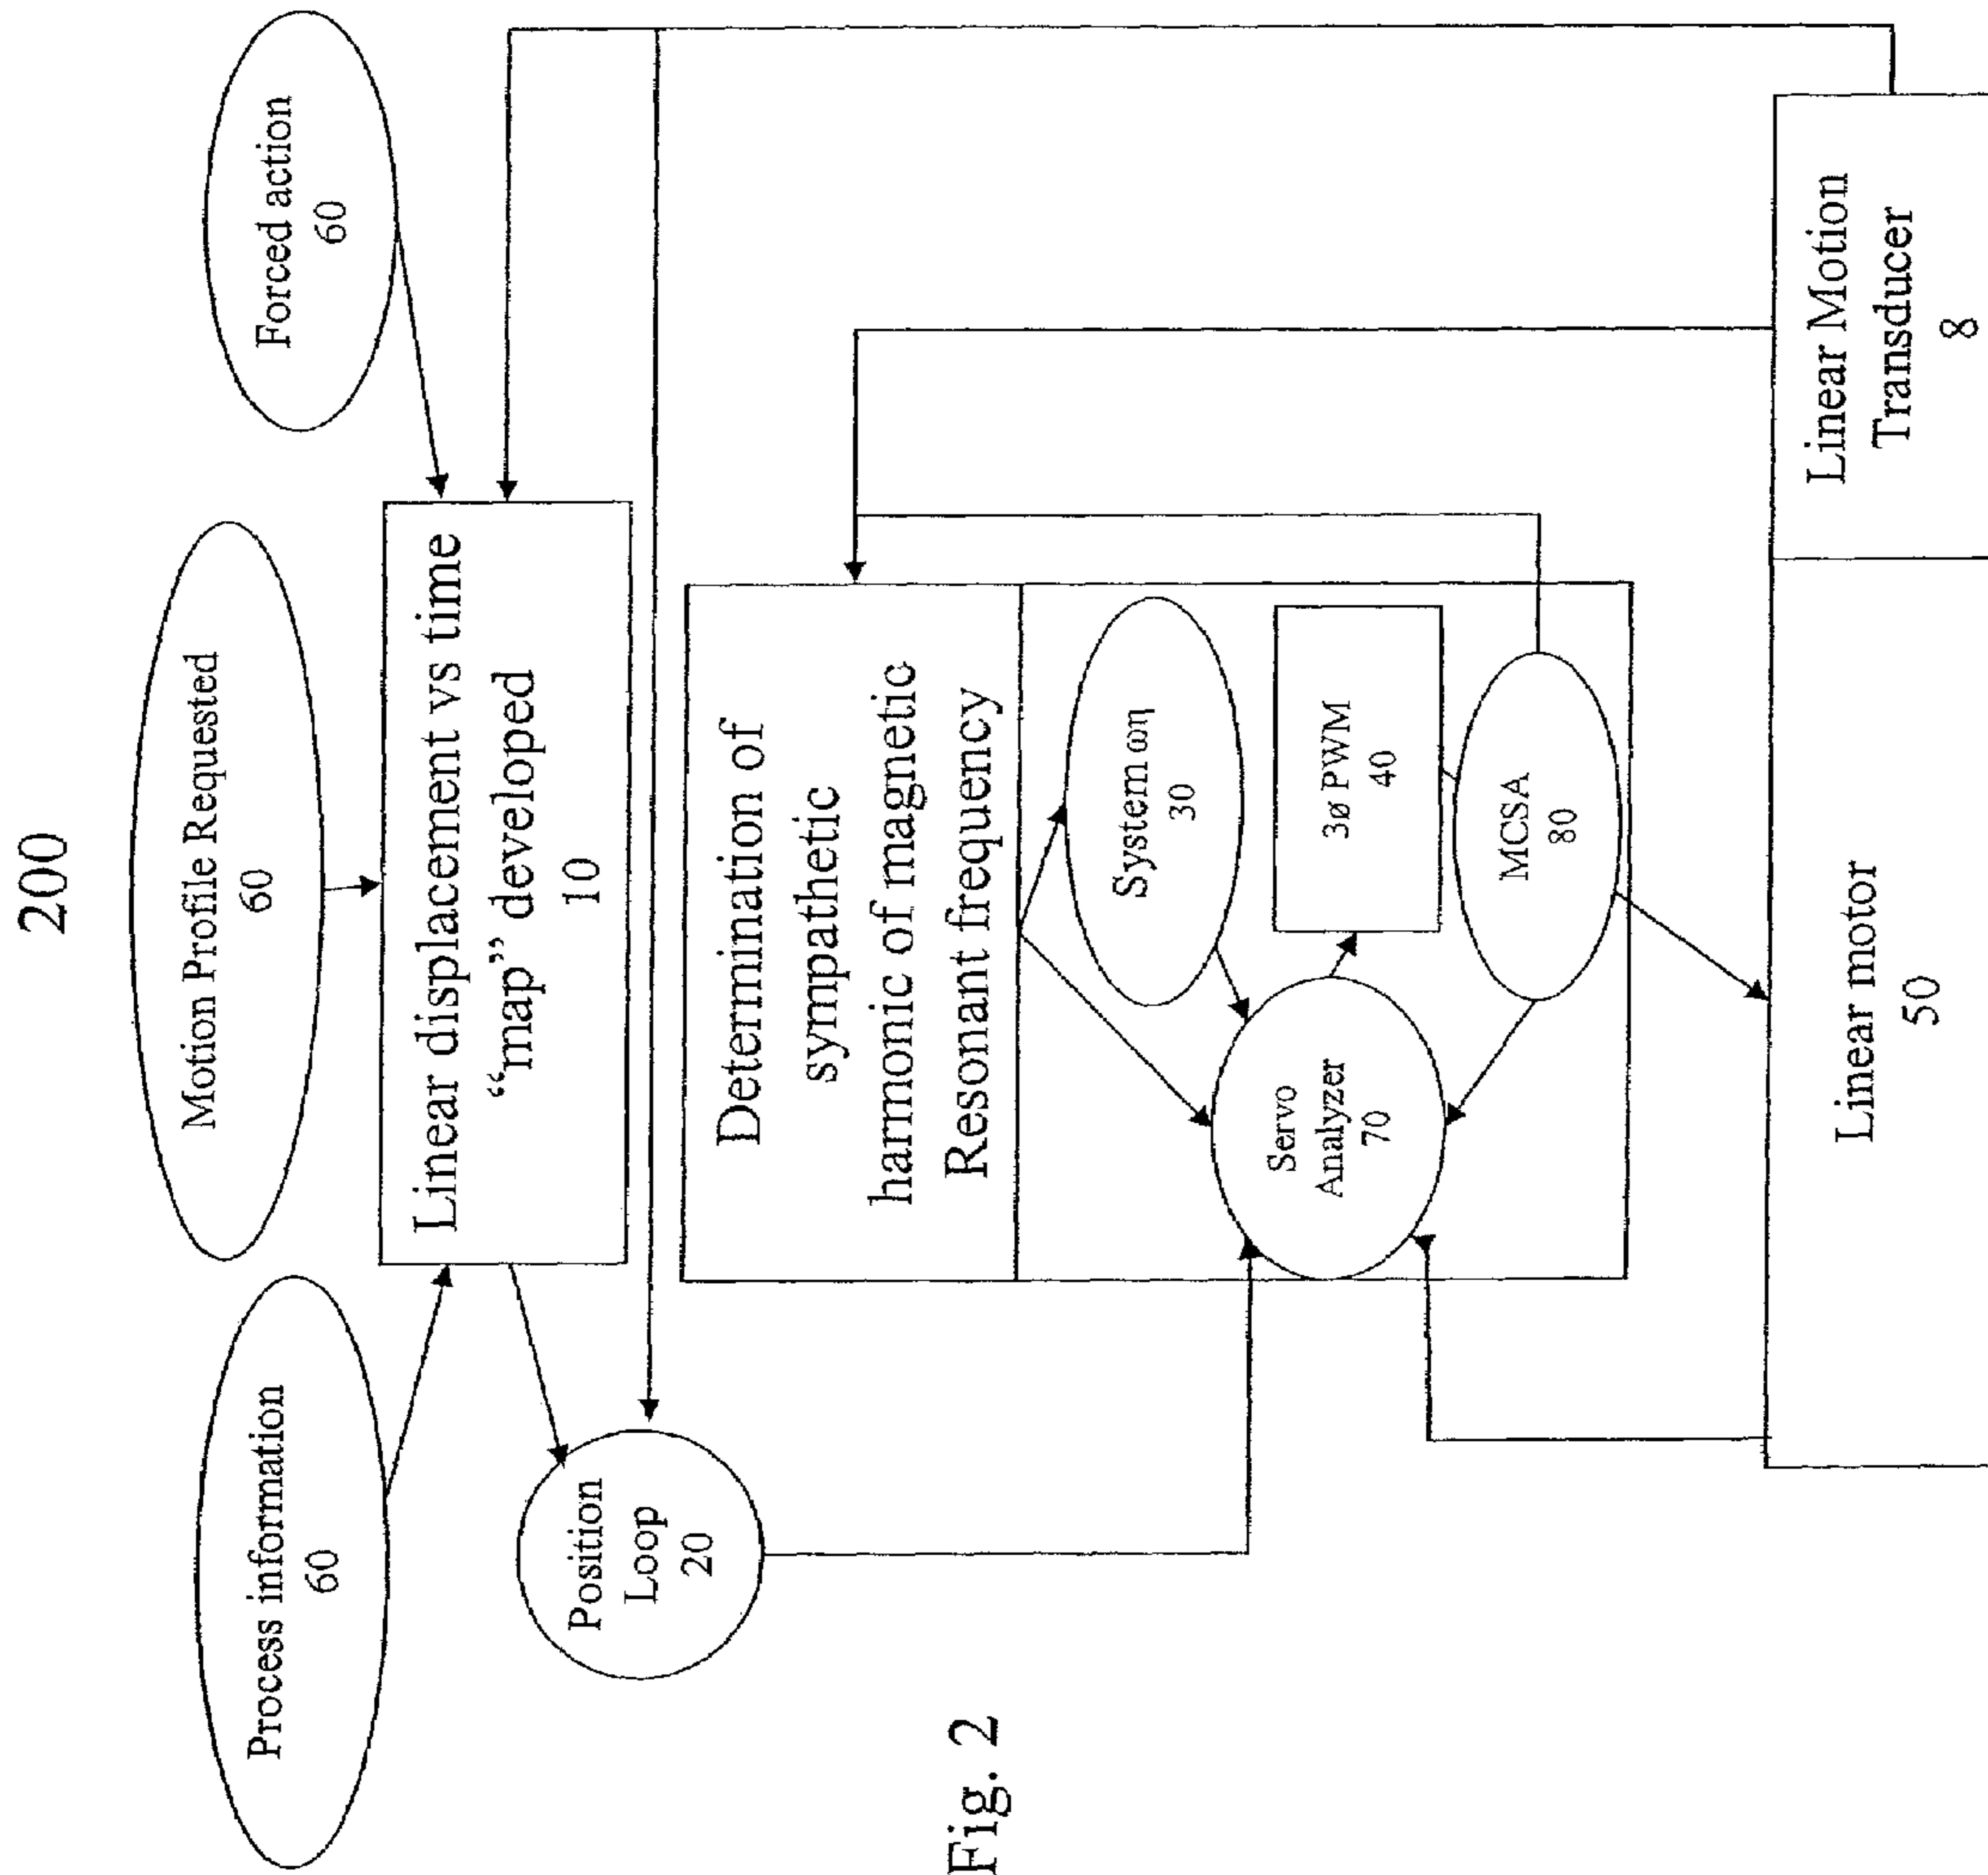 200
Process information
60
Motion Profile Requested
60
Forced action
60
Linear displacement vs time
“map” developed
10
Position
Loop
20
Determination of
sympathetic
harmonic of magnetic
Resonant frequency
System ωη
30
Servo
Analyzer
70
3ø PWM
40
MCSA
80
Linear motor
50
Linear Motion
Transducer
8
Fig. 2